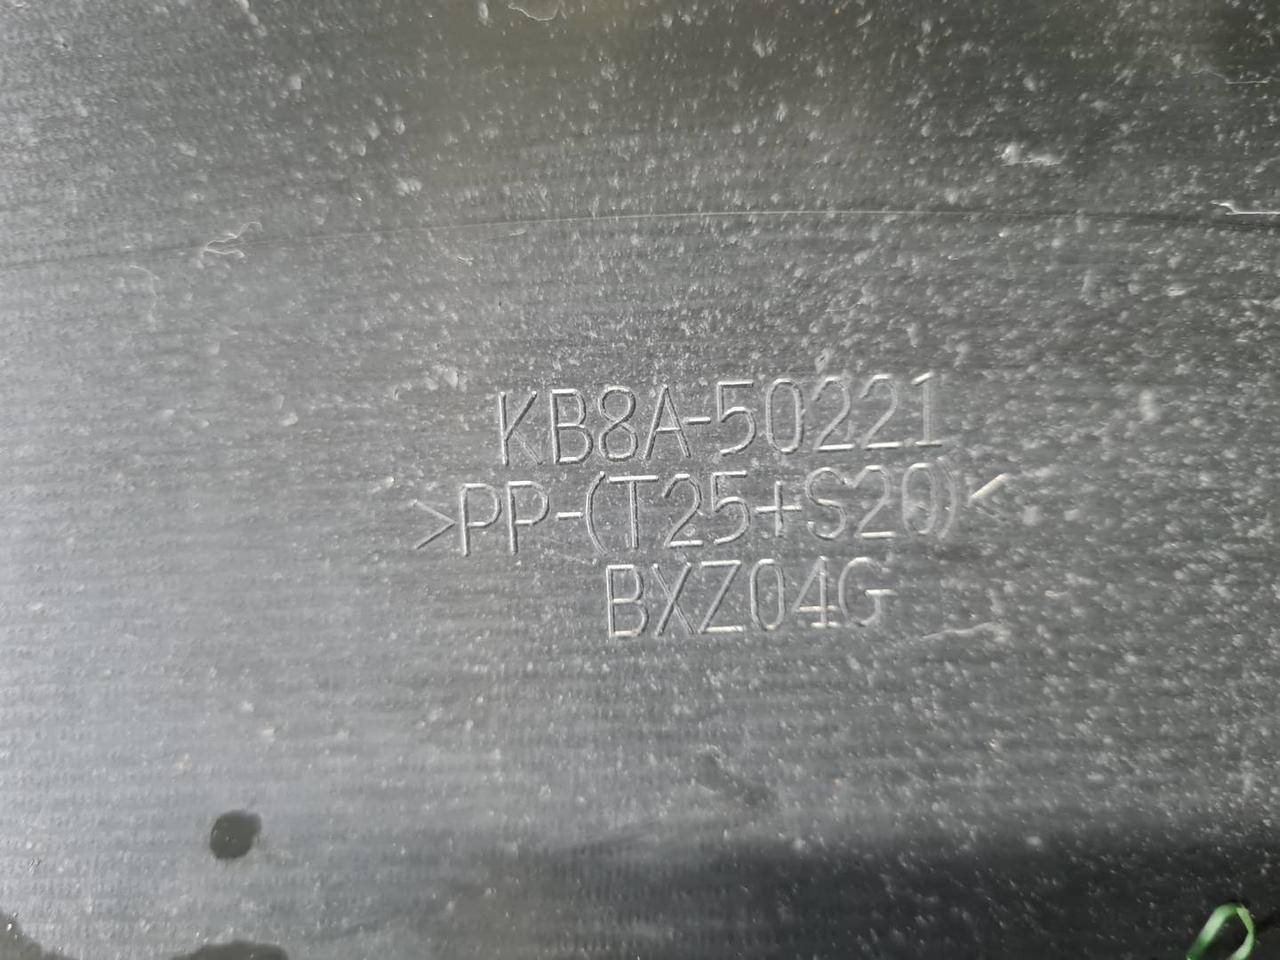 KB8A-50221
>PP-(T25+S20)<
BXZ04G